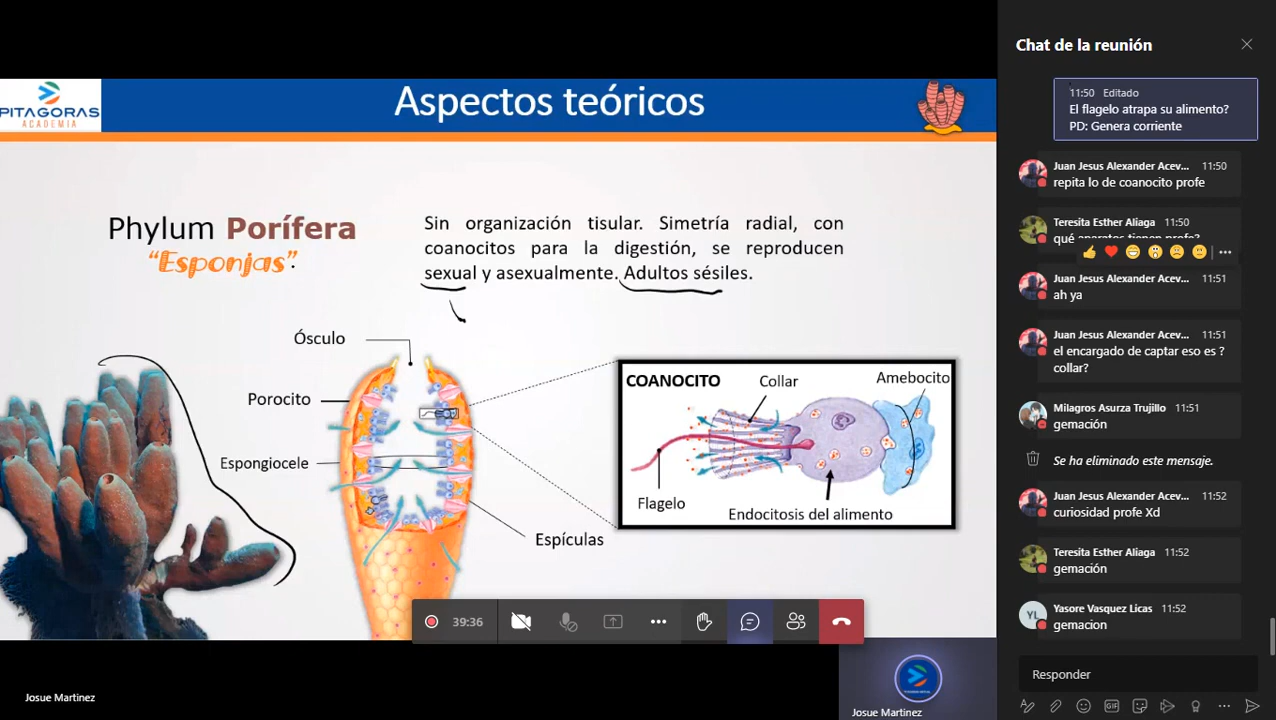 PITAGORAS
ACADEMIA
Aspectos teóricos
Phylum Porífera
"Esponjas"
Sin organización tisular. Simetría radial, con
coanocitos para la digestión, se reproducen
sexual y asexualmente. Adultos sésiles.
Ósculo
Porocito
Espongiocele
Espículas
COANOCITO
Collar
Amebocito
Flagelo
Endocitosis del alimento
39:36
Josue Martinez
Josue Martinez
Chat de la reunión
11:50 Editado
El flagelo atrapa su alimento?
PD: Genera corriente
Juan Jesus Alexander Acev... 11:50
repita lo de coanocito profe
Teresita Esther Aliaga 11:50
qué aparatos tienen profe?
Juan Jesus Alexander Acev... 11:51
ah ya
Juan Jesus Alexander Acev... 11:51
el encargado de captar eso es ?
collar?
Milagros Asurza Trujillo 11:51
gemación
Se ha eliminado este mensaje.
Juan Jesus Alexander Acev... 11:52
curiosidad profe Xd
Teresita Esther Aliaga 11:52
gemación
YL
Yasore Vasquez Licas 11:52
gemacion
Responder
GIF